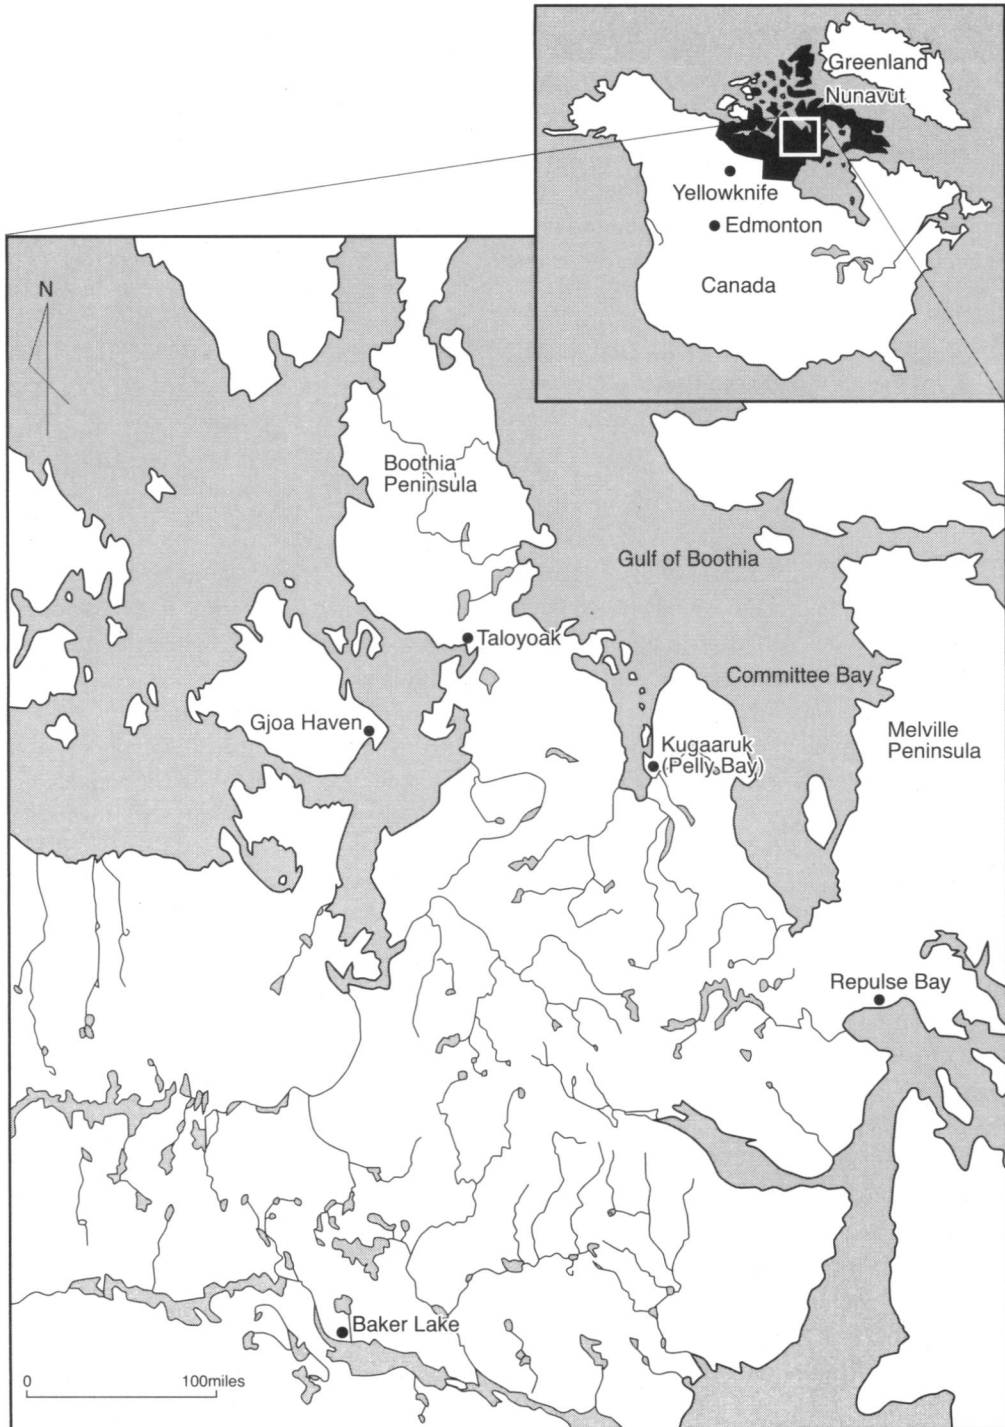 Greenland
Nunavut
Yellowknife
Edmonton
Canada
N
Boothia
Peninsula
Gulf of Boothia
Taloyoak
Committee Bay
Gjoa Haven
Melville
Peninsula
Kugaaruk
(Pelly Bay)
Repulse Bay
Baker Lake
0 100miles